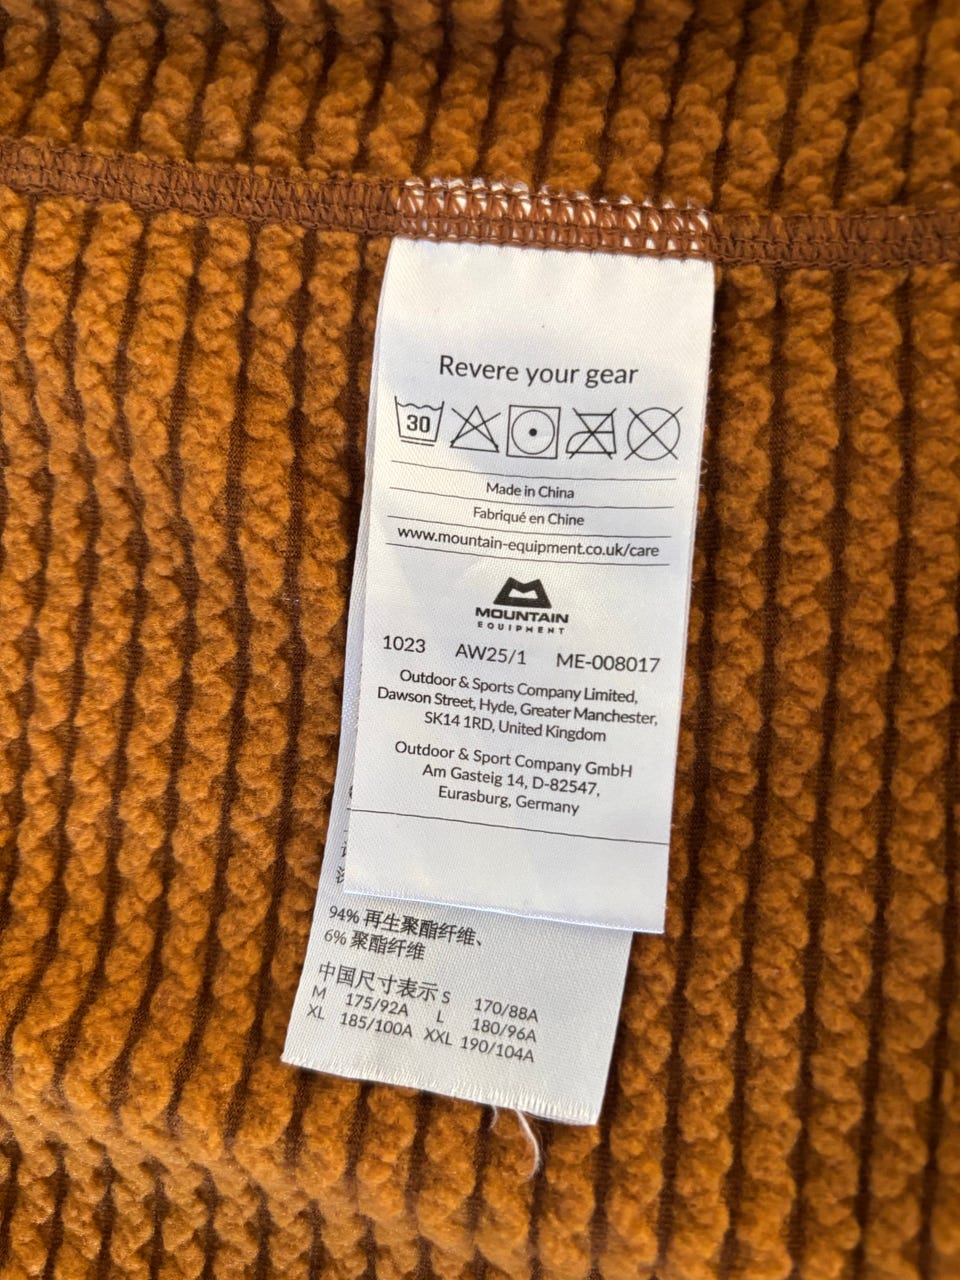 Revere your gear
30
Made in China
Fabriqué en Chine
www.mountain-equipment.co.uk/care
MOUNTAIN
EQUIPMENT
1023 AW25/1 ME-008017
Outdoor & Sports Company Limited,
Dawson Street, Hyde, Greater Manchester,
SK14 1RD, United Kingdom
Outdoor & Sport Company GmbH
Am Gasteig 14, D-82547,
Eurasburg, Germany
94% 再生聚酯纤维、
6% 聚酯纤维
中国尺寸表示 S 170/88A
M 175/92A L 180/96A
XL 185/100A XXL 190/104A